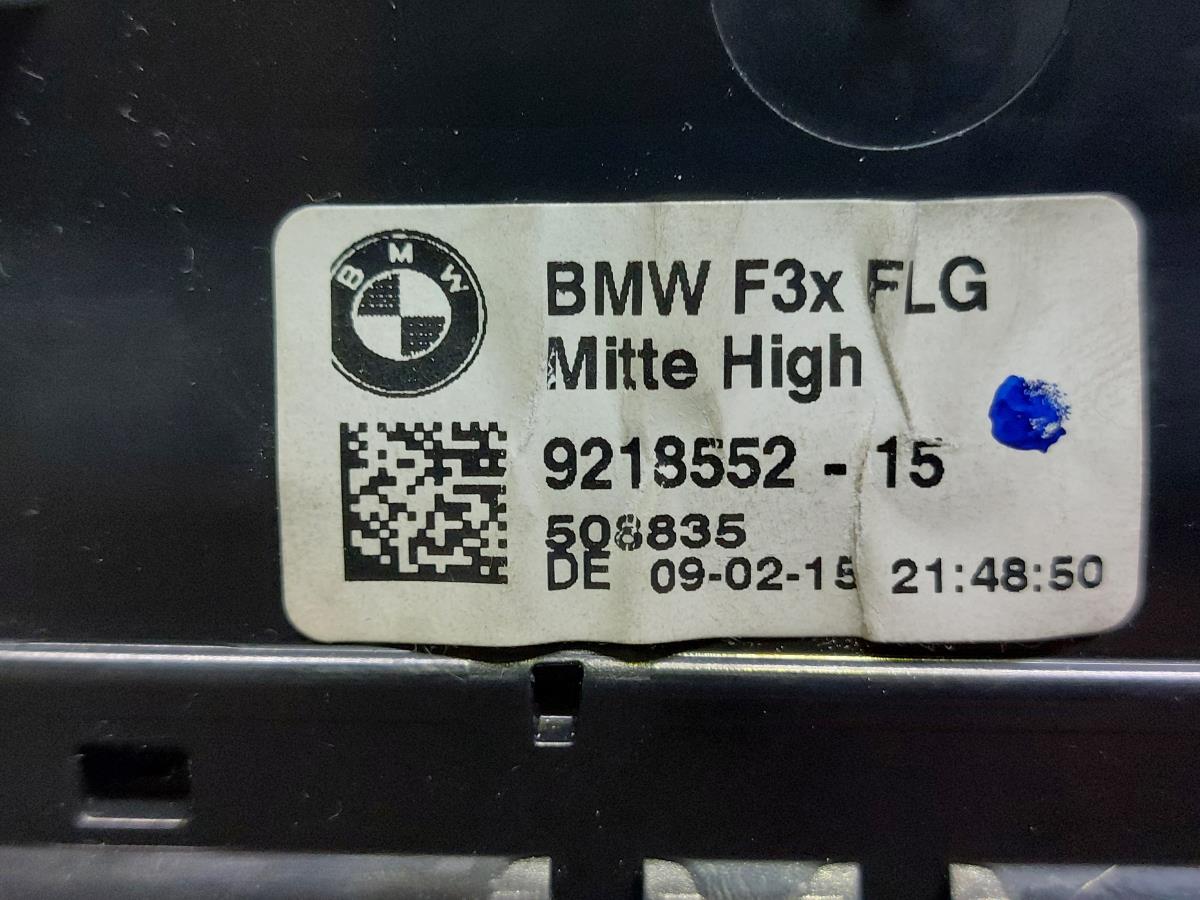 BMW
BMW F3x FLG
Mitte High
9218552 - 15
508835
DE 09-02-15 21:48:50